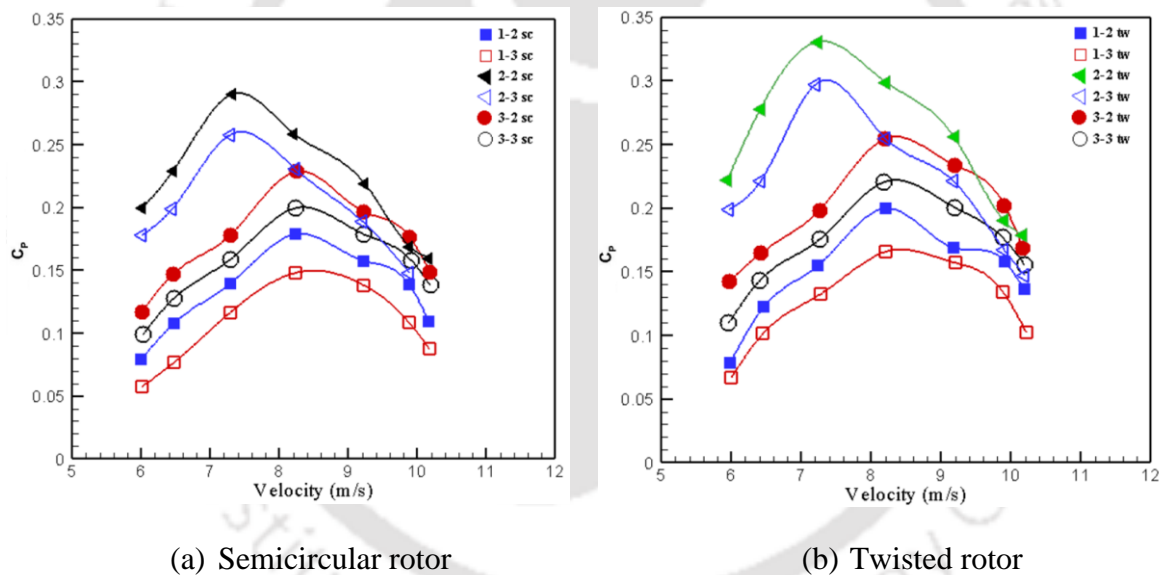 0.35
0.3
0.25
0.2
0.15
0.1
0.05
0
CP
5 6 7 8 9 10 11 12
Velocity (m/s)
1-2 sc
1-3 sc
2-2 sc
2-3 sc
3-2 sc
3-3 sc
(a) Semicircular rotor
0.35
0.3
0.25
0.2
0.15
0.1
0.05
0
CP
5 6 7 8 9 10 11 12
Velocity (m/s)
1-2 tw
1-3 tw
2-2 tw
2-3 tw
3-2 tw
3-3 tw
(b) Twisted rotor